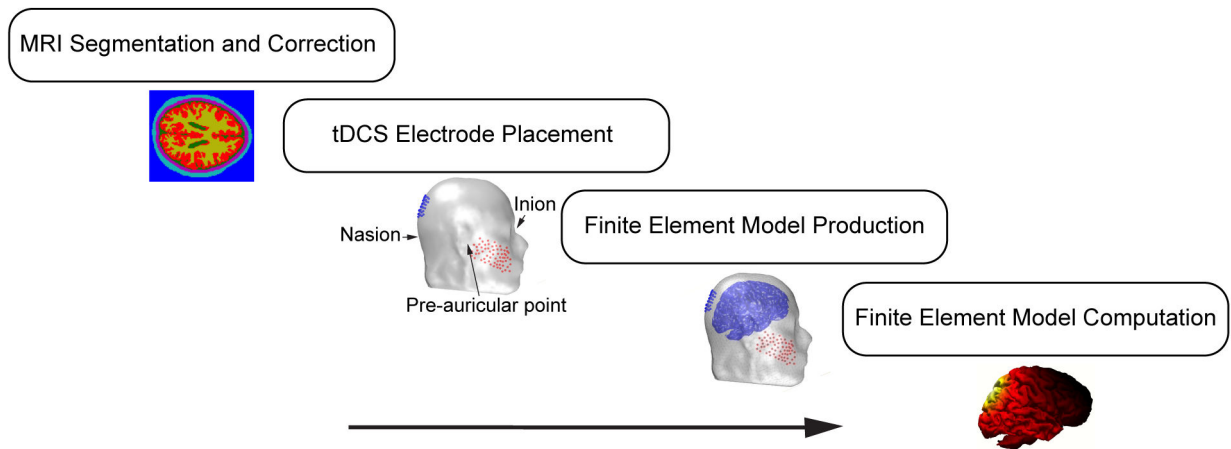 MRI Segmentation and Correction
tDCS Electrode Placement
Inion
Nasion
Finite Element Model Production
Pre-auricular point
Finite Element Model Computation